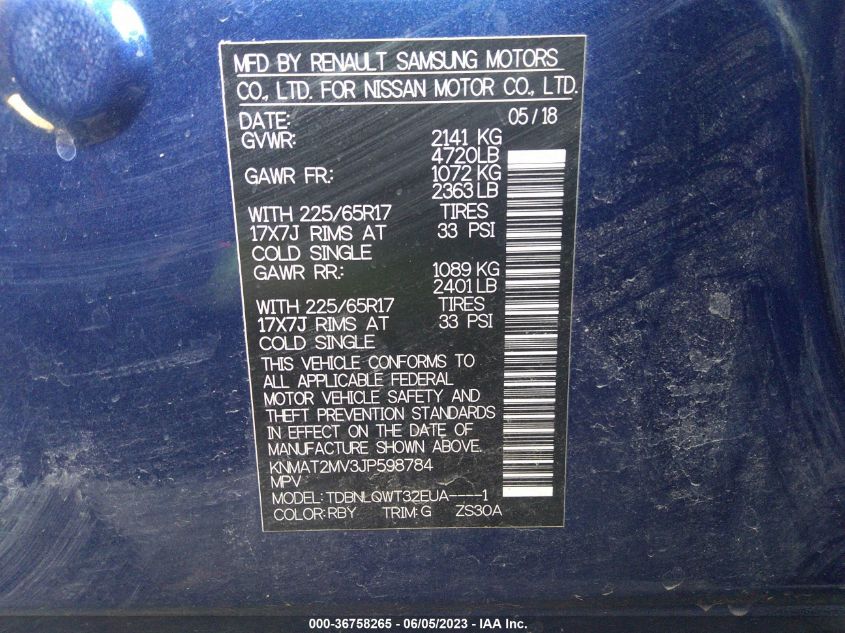 MFD BY RENAULT SAMSUNG MOTORS
CO., LTD. FOR NISSAN MOTOR CO., LTD.
DATE: 05/18
GVWR: 2141 KG
4720LB
GAWR FR: 1072 KG
2363 LB
WITH 225/65R17 TIRES
17X7J RIMS AT 33 PSI
COLD SINGLE
GAWR RR: 1089 KG
2401 LB
WITH 225/65R17 TIRES
17X7J RIMS AT 33 PSI
COLD SINGLE
THIS VEHICLE CONFORMS TO
ALL APPLICABLE FEDERAL
MOTOR VEHICLE SAFETY AND
THEFT PREVENTION STANDARDS
IN EFFECT ON THE DATE OF
MANUFACTURE SHOWN ABOVE.
KNMAT2MV3JP598784
MPV
MODEL: TDBNLQWT32EUA----1
COLOR:RBY TRIM:G ZS30A
000-36758265 - 06/05/2023 - IAA Inc.